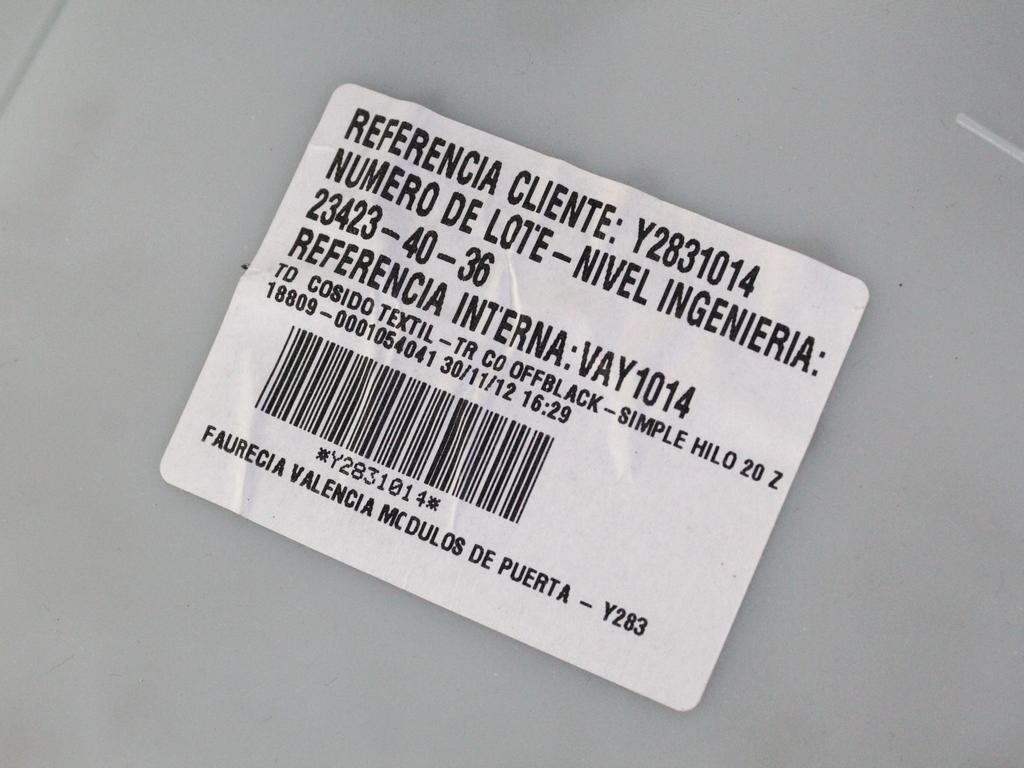 REFERENCIA CLIENTE: Y2831014
NUMERO DE LOTE-NIVEL INGENIERIA:
23423-40-36
REFERENCIA INTERNA: VAY1014
TD COSIDO TEXTIL-TR CO OFFBLACK-SIMPLE HILO 20 Z
18809-0001054041 30/11/12 16:29
*Y2831014*
FAURECIA VALENCIA MODULOS DE PUERTA - Y283